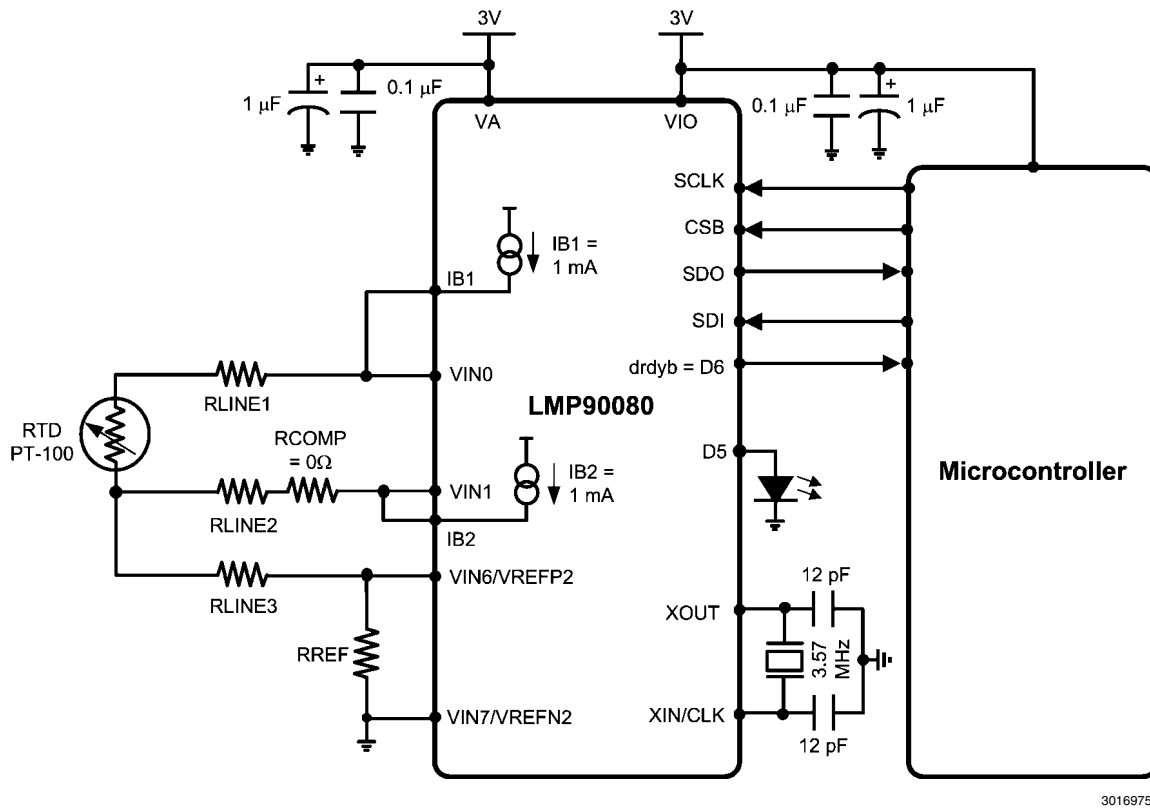 3V
3V
1 µF
+
0.1 µF
0.1 µF
+
1 µF
VA
VIO
SCLK
CSB
SDO
SDI
drdyb = D6
IB1 =
1 mA
IB1
VIN0
RLINE1
LMP90080
RTD
PT-100
RCOMP
= 0Ω
IB2 =
1 mA
VIN1
RLINE2
IB2
D5
Microcontroller
VIN6/VREFP2
RLINE3
RREF
VIN7/VREFN2
12 pF
XOUT
3.57
MHz
XIN/CLK
12 pF
3016975